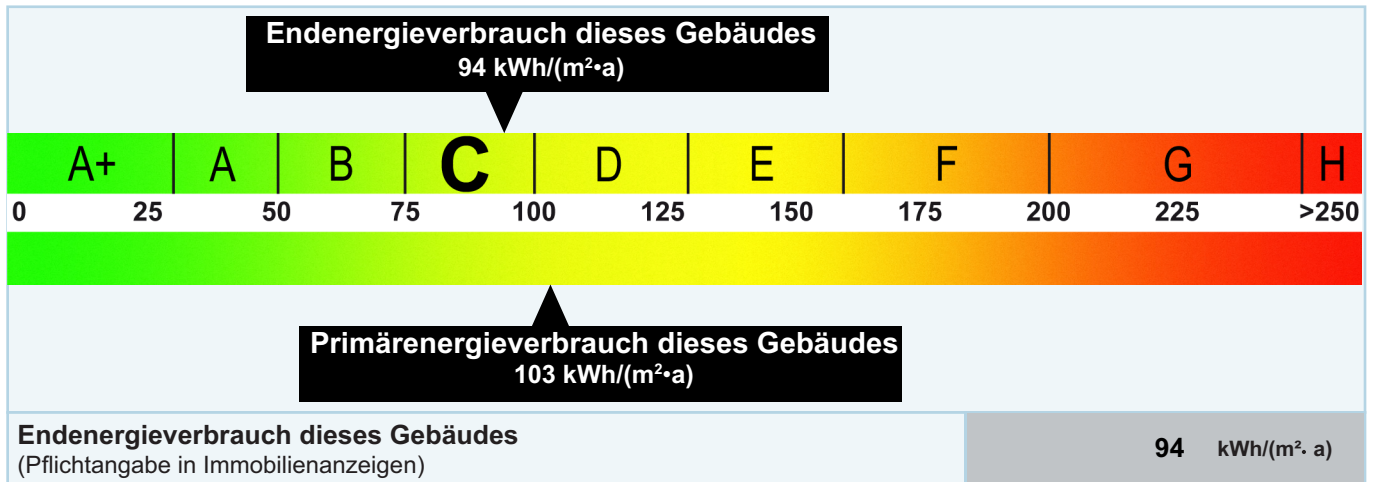 Endenergieverbrauch dieses Gebäudes
94 kWh/(m²•a)
A+ A B C D E F G H
0 25 50 75 100 125 150 175 200 225 >250
Primärenergieverbrauch dieses Gebäudes
103 kWh/(m²•a)
Endenergieverbrauch dieses Gebäudes
(Pflichtangabe in Immobilienanzeigen)
94 kWh/(m²· a)